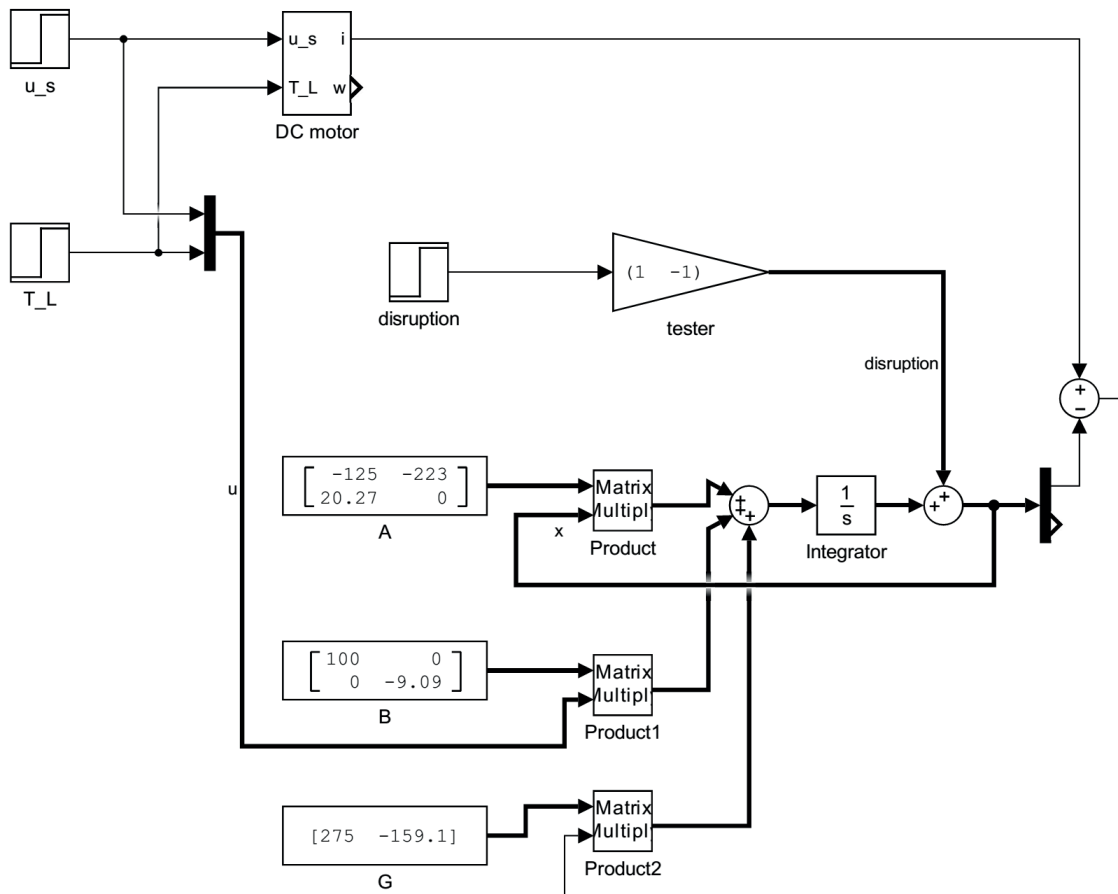 u_s
u_s i
T_L w
DC motor
T_L
(1 -1)
disruption
tester
disruption
+
−
u
-125 -223
20.27 0
A
x
Matrix
Multipl
Product
+
+
+
1
s
Integrator
+
+
100 0
0 -9.09
B
Matrix
Multipl
Product1
[275 -159.1]
G
Matrix
Multipl
Product2